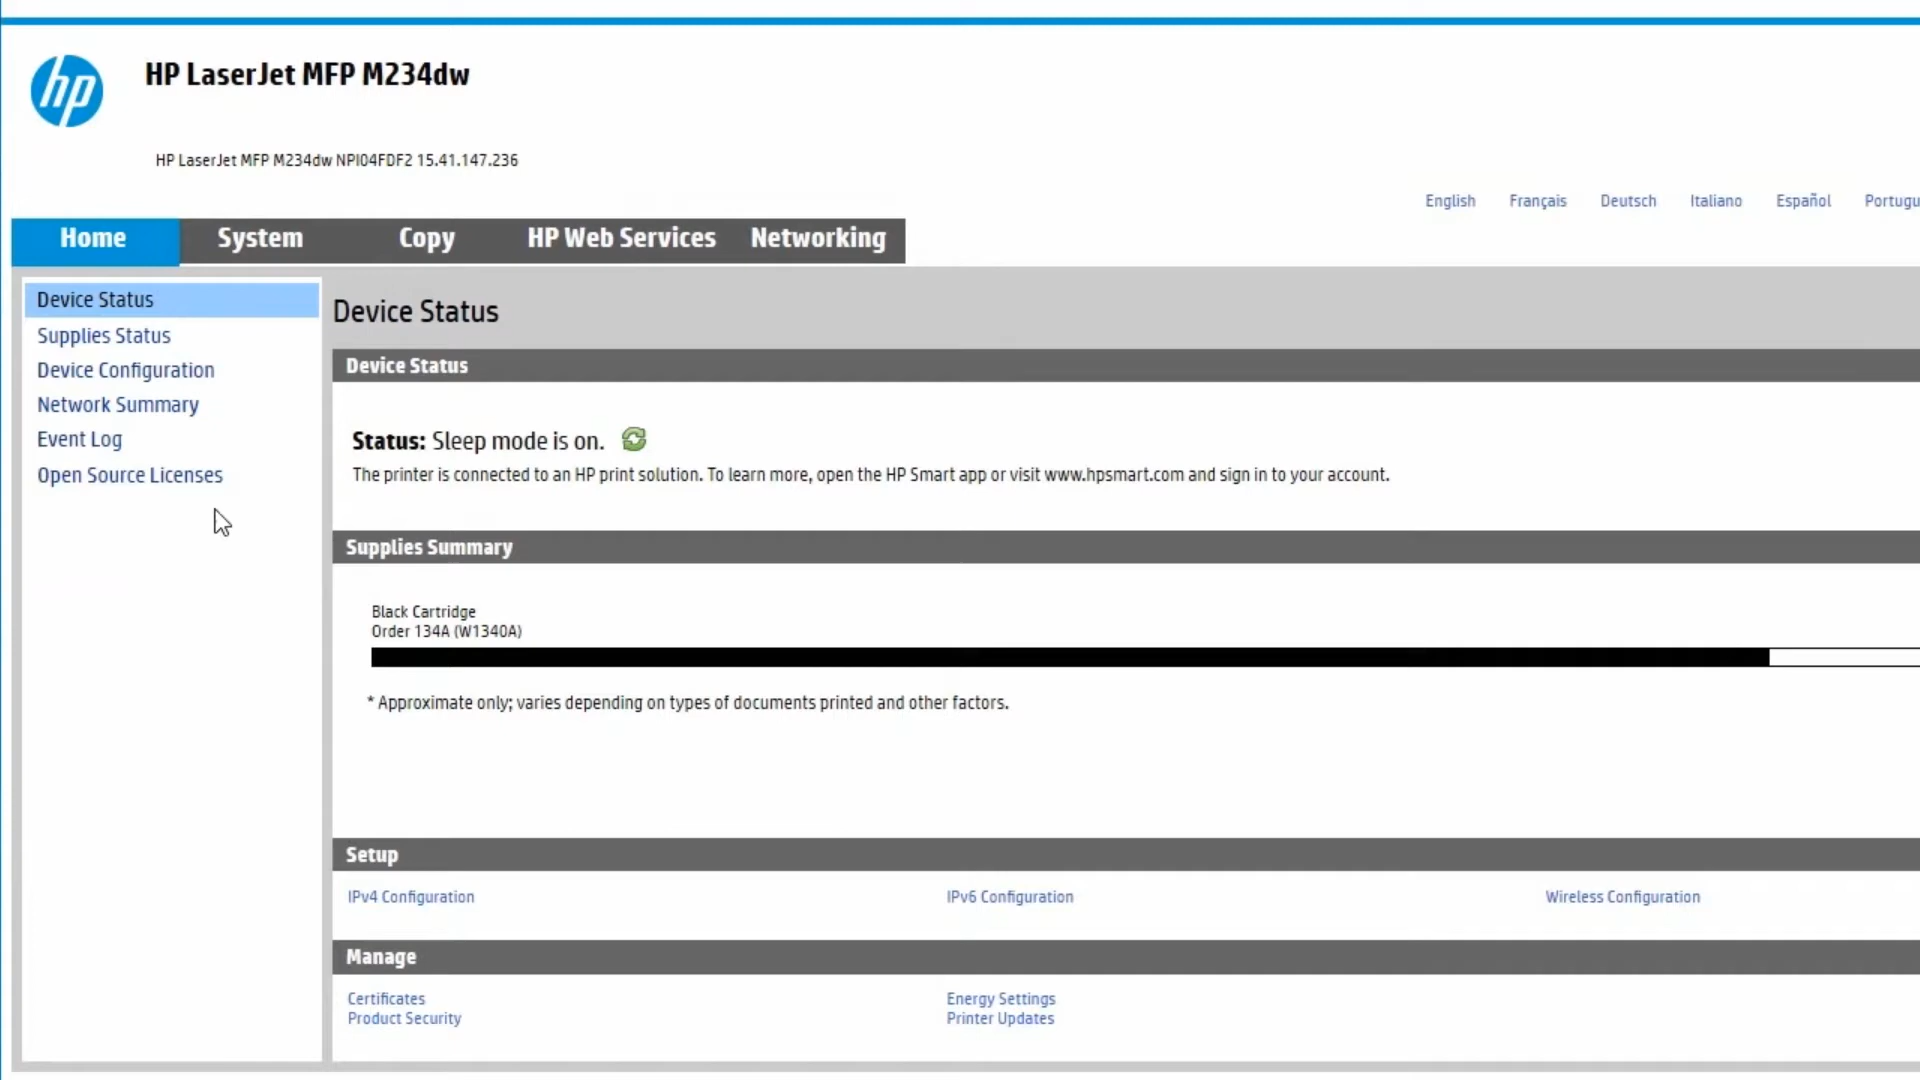 hp
HP LaserJet MFP M234dw
HP LaserJet MFP M234dw NPI04FDF2 15.41.147.236
English Français Deutsch Italiano Español Portugu
Home System Copy HP Web Services Networking
Device Status
Supplies Status
Device Configuration
Network Summary
Event Log
Open Source Licenses
Device Status
Device Status
Status: Sleep mode is on.
The printer is connected to an HP print solution. To learn more, open the HP Smart app or visit www.hpsmart.com and sign in to your account.
Supplies Summary
Black Cartridge
Order 134A (W1340A)
* Approximate only; varies depending on types of documents printed and other factors.
Setup
IPv4 Configuration IPv6 Configuration Wireless Configuration
Manage
Certificates Energy Settings
Product Security Printer Updates